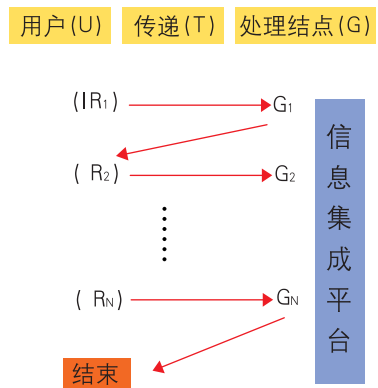 用户(U) 传递(T) 处理结点(G)
(IR1) G1
( R2) G2
( RN) GN
结束
信息集成平台